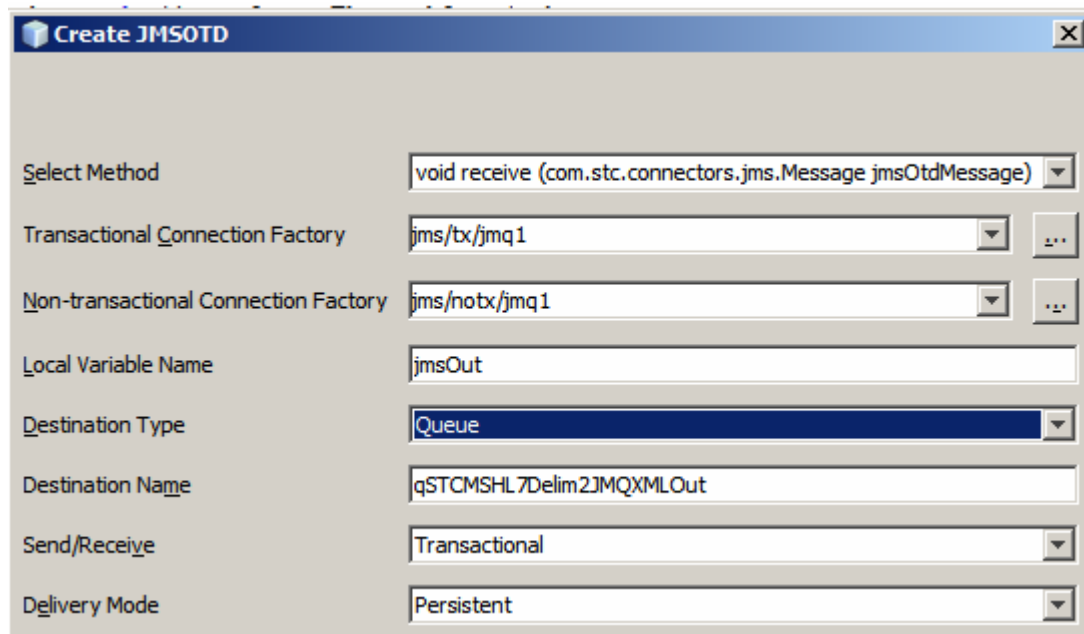 Create JMSOTD
Select Method void receive (com.stc.connectors.jms.Message jmsOtdMessage)
Transactional Connection Factory jms/tx/jmq1 ...
Non-transactional Connection Factory jms/notx/jmq1 ...
Local Variable Name jmsOut
Destination Type Queue
Destination Name qSTCMSHL7Delim2JMQXMLOut
Send/Receive Transactional
Delivery Mode Persistent